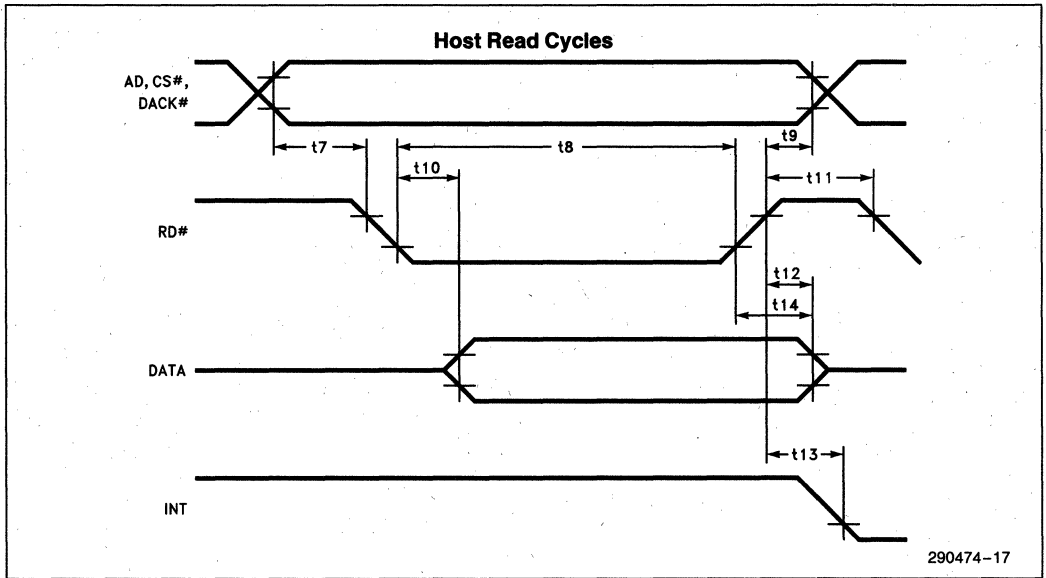 Host Read Cycles
AD, CS#,
DACK#
t7
t8
t9
t10
t11
RD#
t12
t14
DATA
t13
INT
290474-17